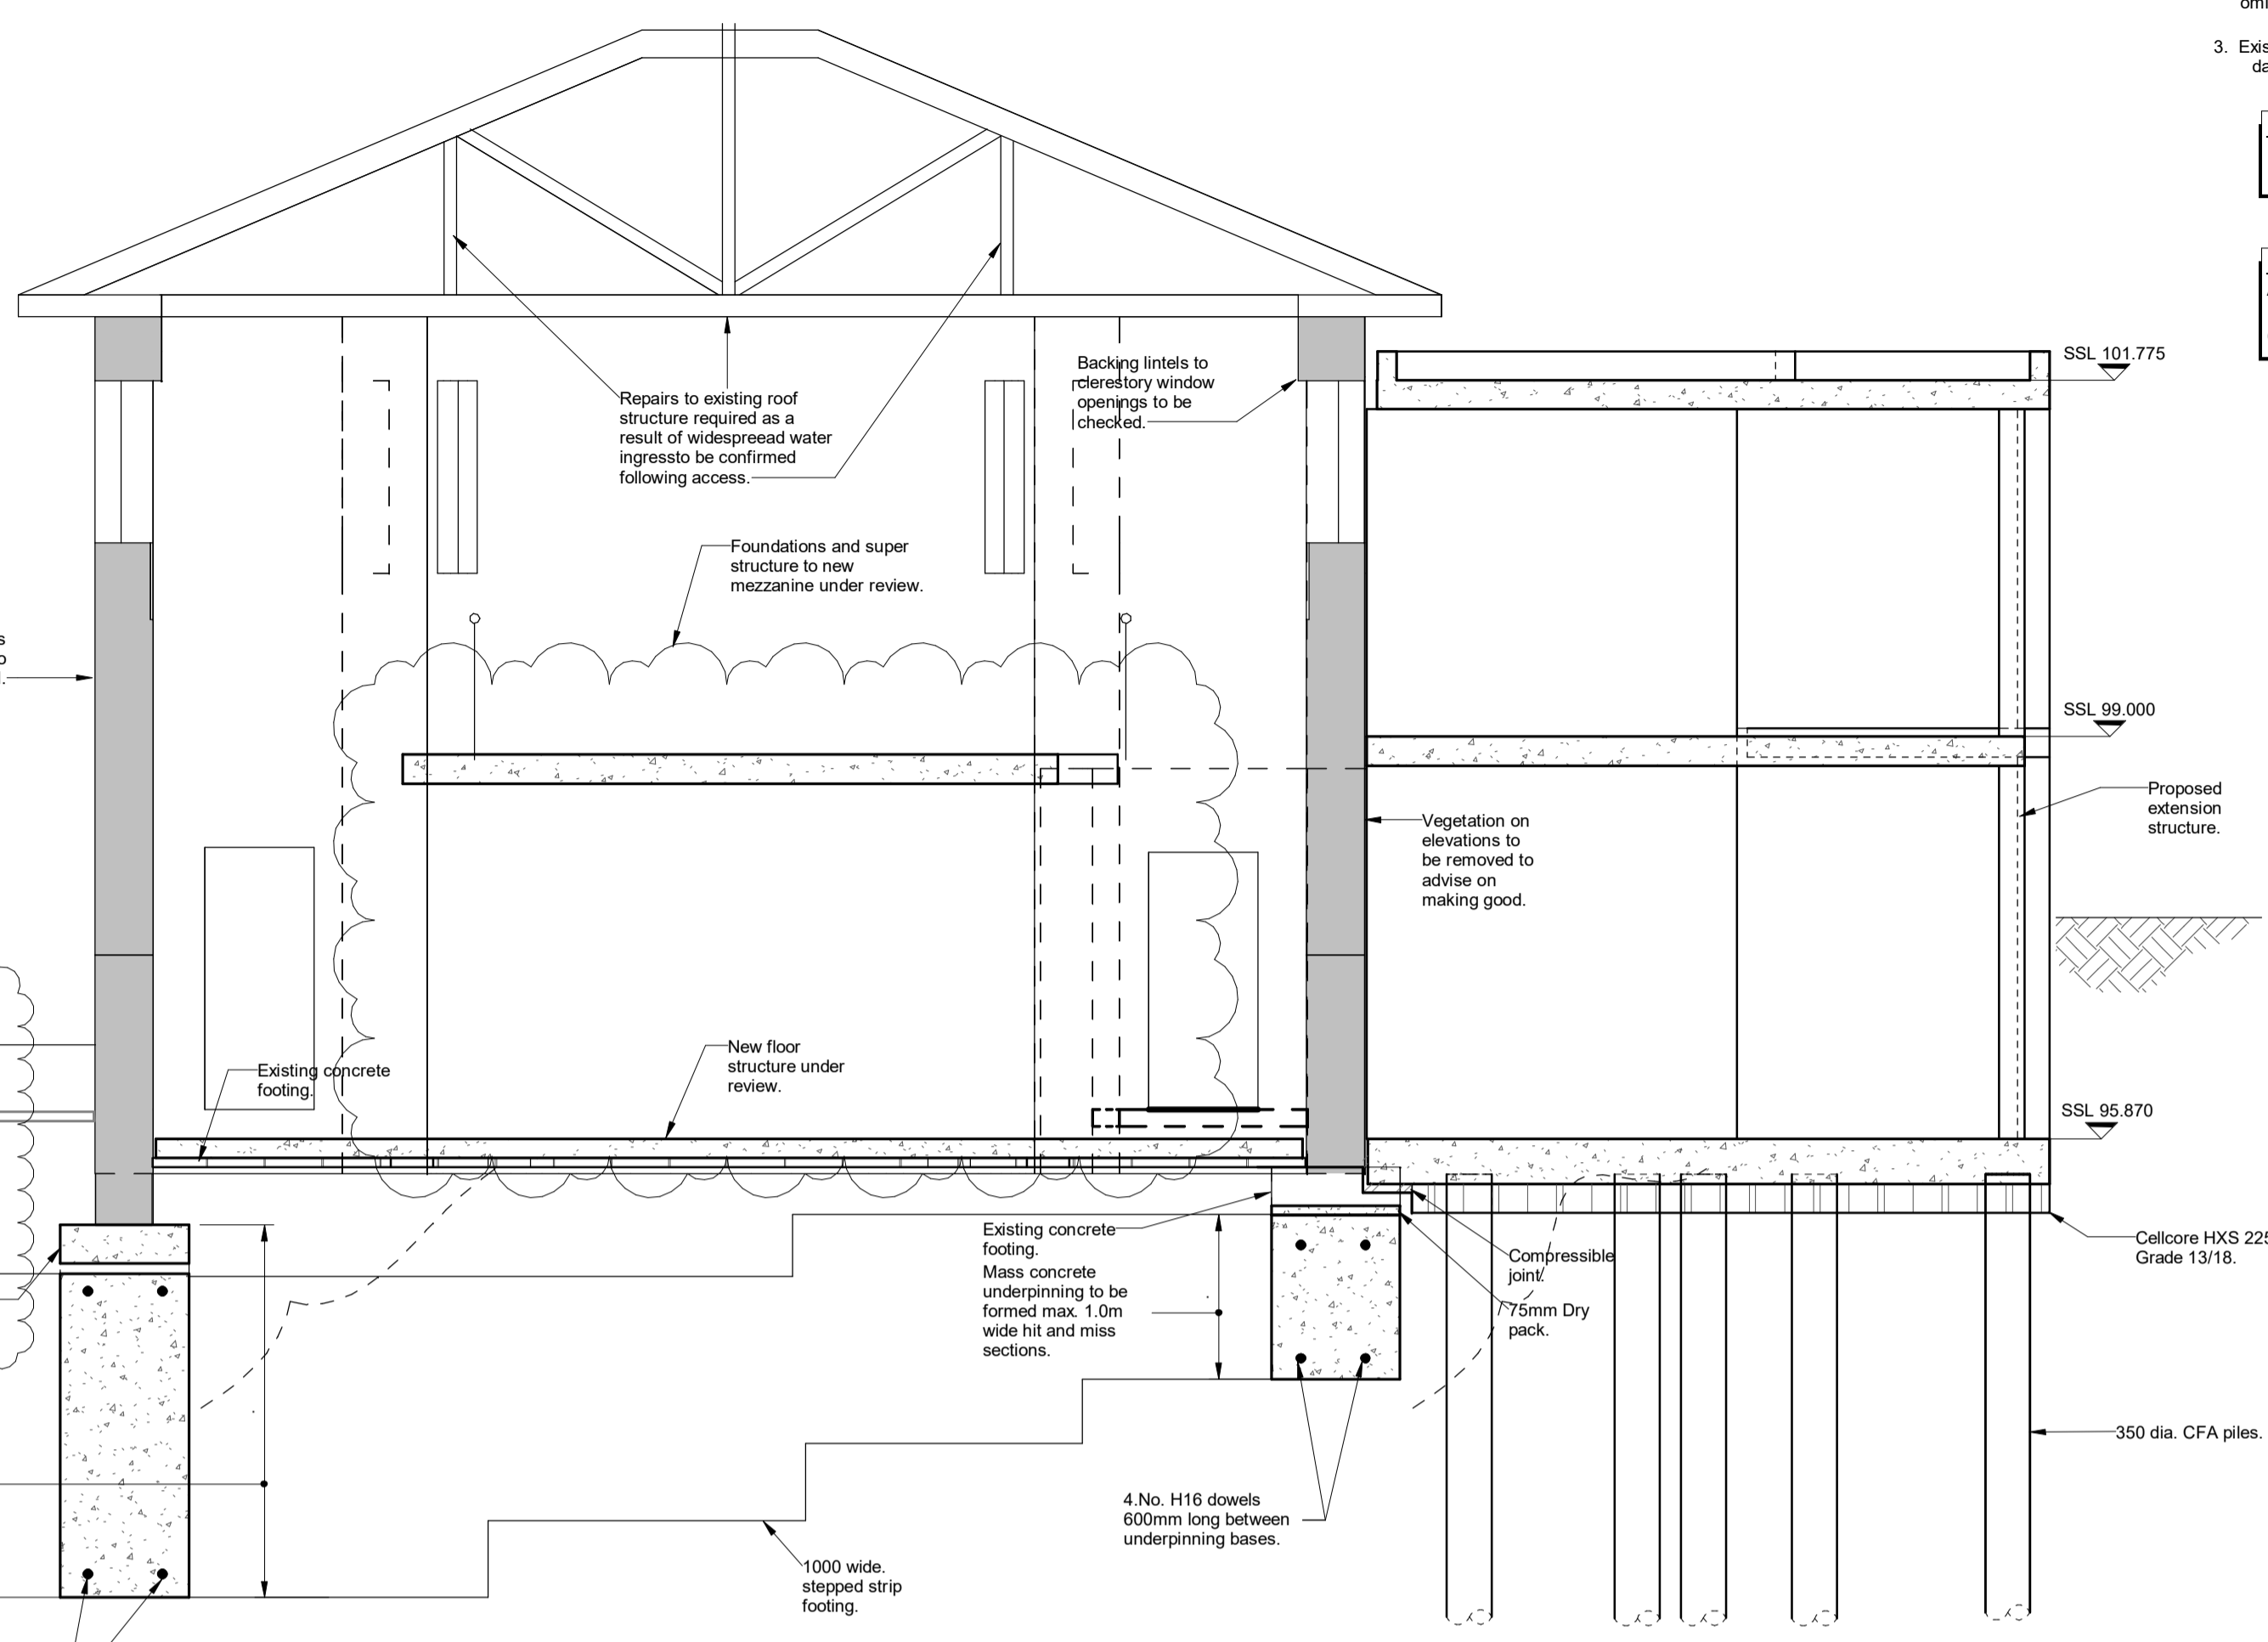 3. Exis
da
Repairs to existing roof
structure required as a
result of widespreead water
ingressto be confirmed
following access.
Backing lintels to
clerestory window
openings to be
checked.
SSL 101.775
Foundations and super
structure to new
mezzanine under review.
SSL 99.000
Proposed
extension
structure.
Vegetation on
elevations to
be removed to
advise on
making good.
New floor
structure under
review.
Existing concrete
footing.
SSL 95.870
Existing concrete
footing.
Mass concrete
underpinning to be
formed max. 1.0m
wide hit and miss
sections.
Compressible
joint.
75mm Dry
pack.
Cellcore HXS 225
Grade 13/18.
350 dia. CFA piles.
4.No. H16 dowels
600mm long between
underpinning bases.
1000 wide.
stepped strip
footing.